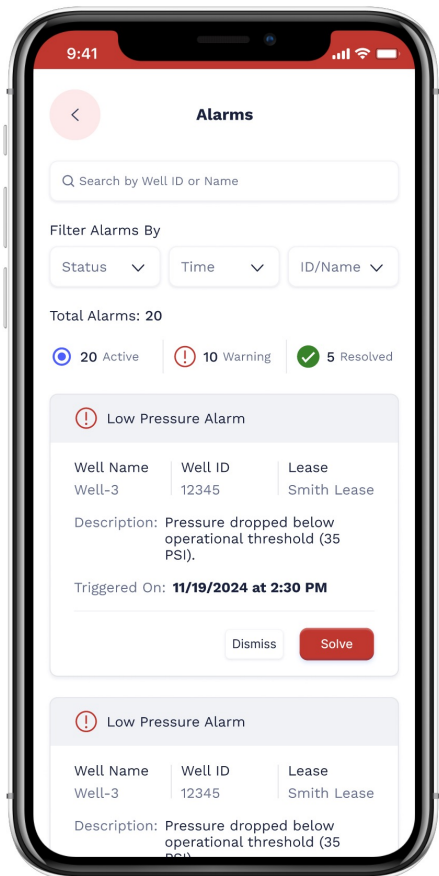 9:41
Alarms
Search by Well ID or Name
Filter Alarms By
Status Time ID/Name
Total Alarms: 20
20 Active 10 Warning 5 Resolved
Low Pressure Alarm
Well Name Well ID Lease
Well-3 12345 Smith Lease
Description: Pressure dropped below
operational threshold (35
PSI).
Triggered On: 11/19/2024 at 2:30 PM
Dismiss Solve
Low Pressure Alarm
Well Name Well ID Lease
Well-3 12345 Smith Lease
Description: Pressure dropped below
operational threshold (35
PSI)